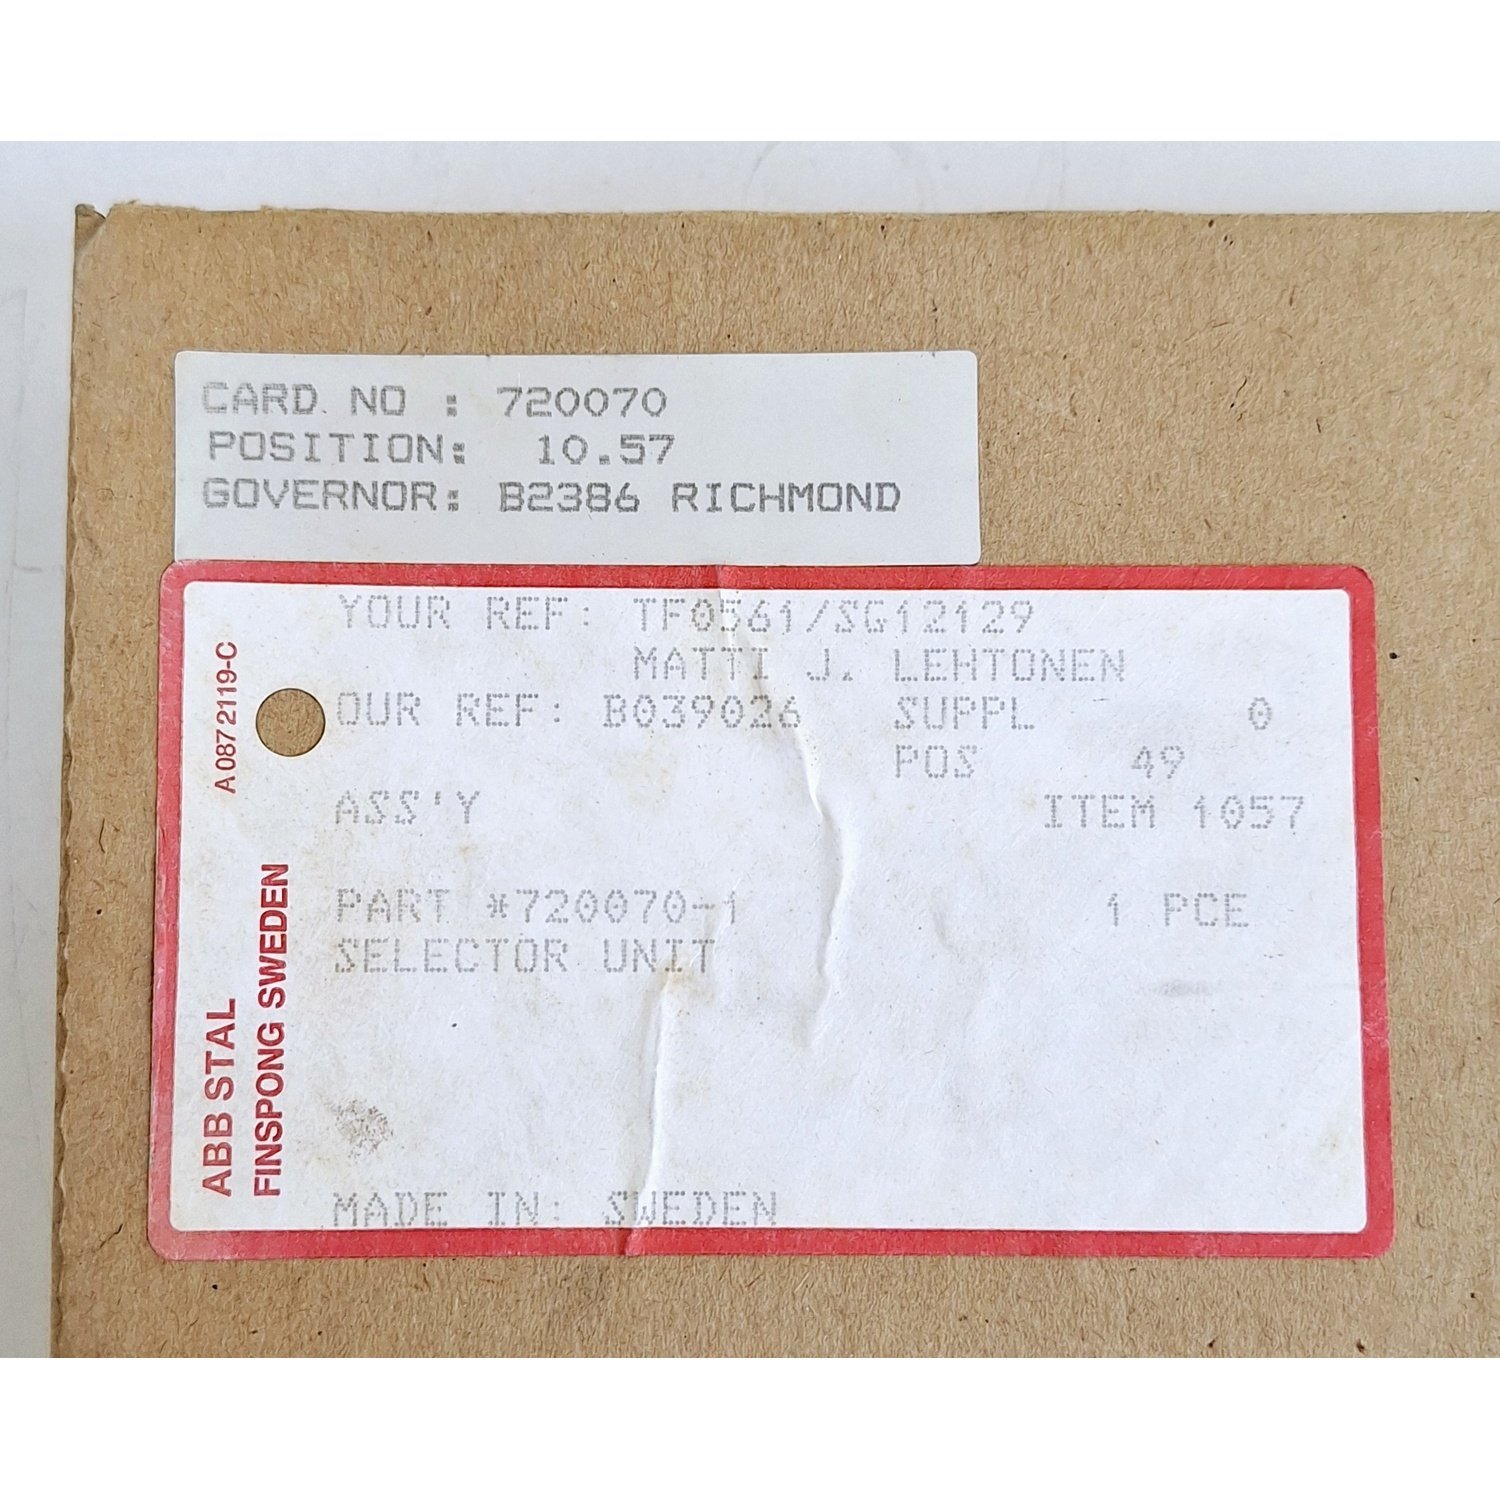 CARD NO : 720070
POSITION: 10.57
GOVERNOR: B2386 RICHMOND
YOUR REF: TF0561/SG12129
MATTI J. LEHTONEN
OUR REF: B039026 SUPPL 0
POS 49
ASS'Y ITEM 1057
PART *720070-1 1 PCE
SELECTOR UNIT
MADE IN: SWEDEN
A 087 2119-C
ABB STAL
FINSPONG SWEDEN